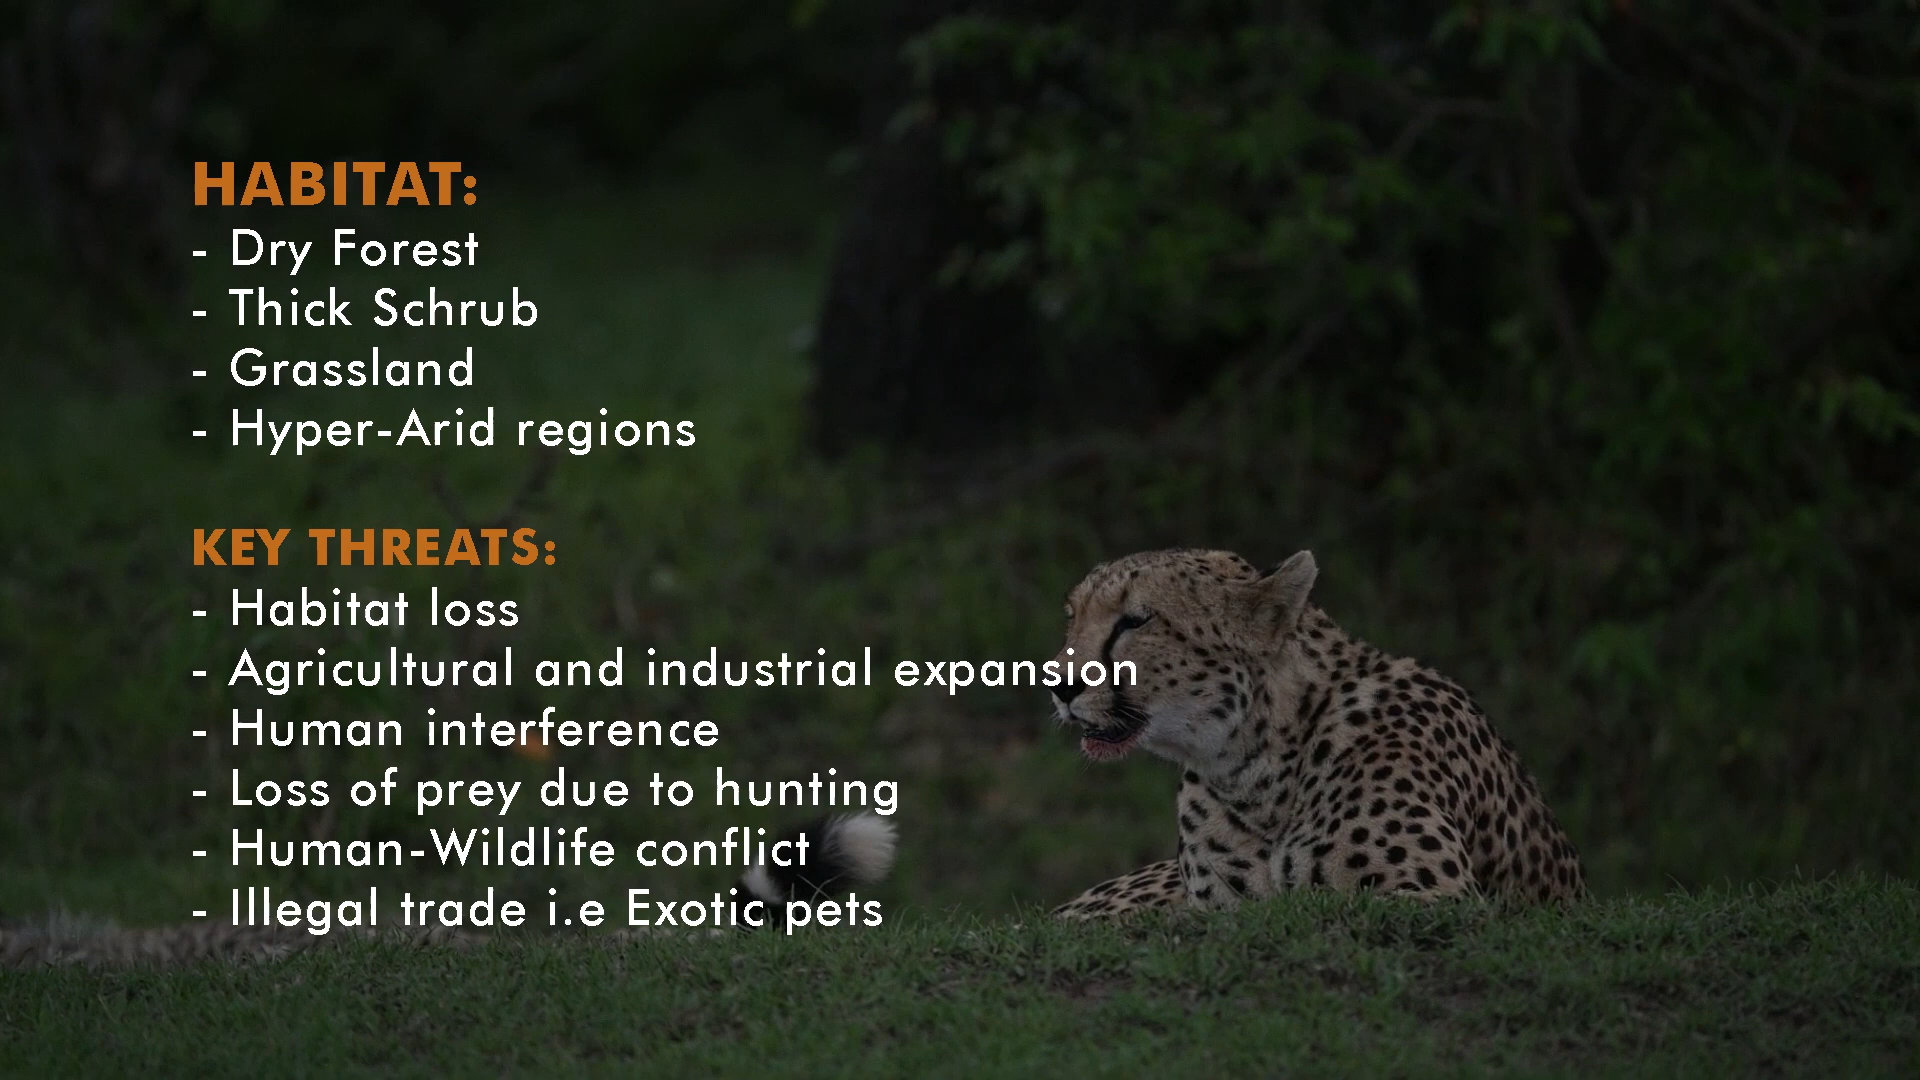 HABITAT:
- Dry Forest
- Thick Schrub
- Grassland
- Hyper-Arid regions
KEY THREATS:
- Habitat loss
- Agricultural and industrial expansion
- Human interference
- Loss of prey due to hunting
- Human-Wildlife conflict
- Illegal trade i.e Exotic pets